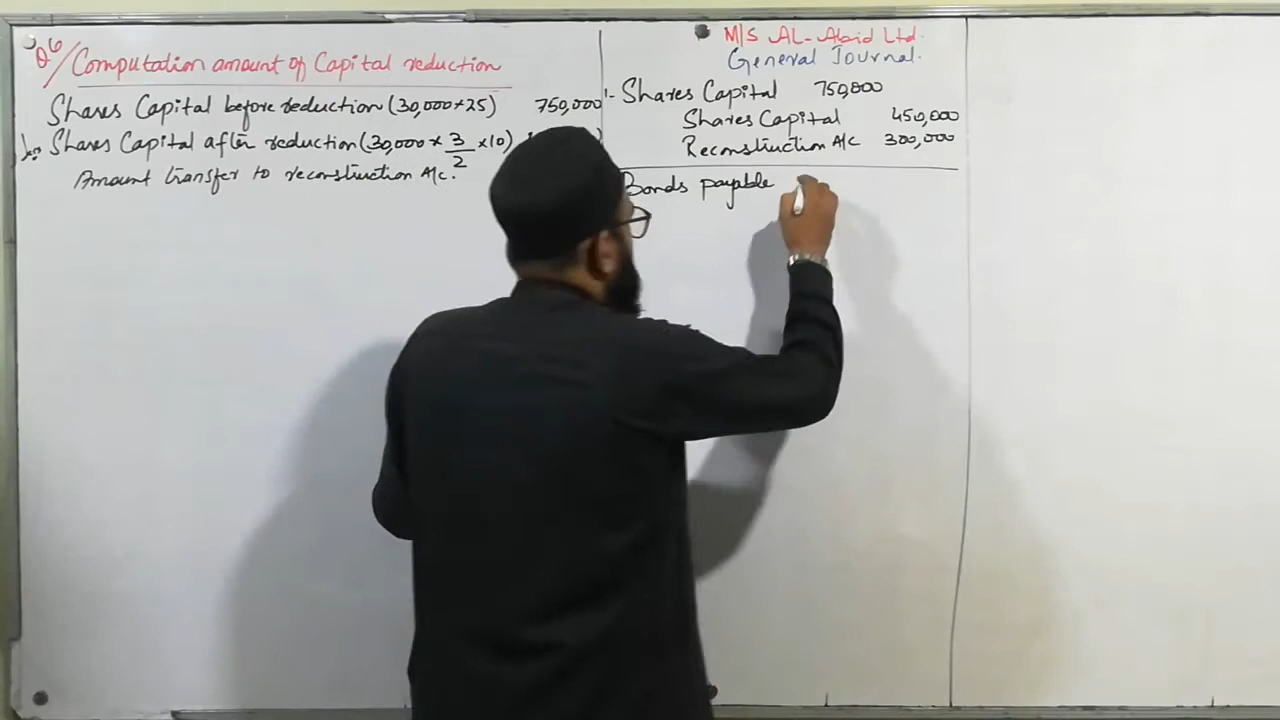 Q6/ Computation amount of Capital reduction
Shares Capital before reduction (30,000 × 25) 750,000
Shares Capital after reduction (30,000 × 3/2 × 10)
Amount transfer to reconstruction A/c.
M/S AL-Abid Ltd.
General Journal.
1- Shares Capital 750,000
Shares Capital 450,000
Reconstruction A/c 300,000
Bonds payable